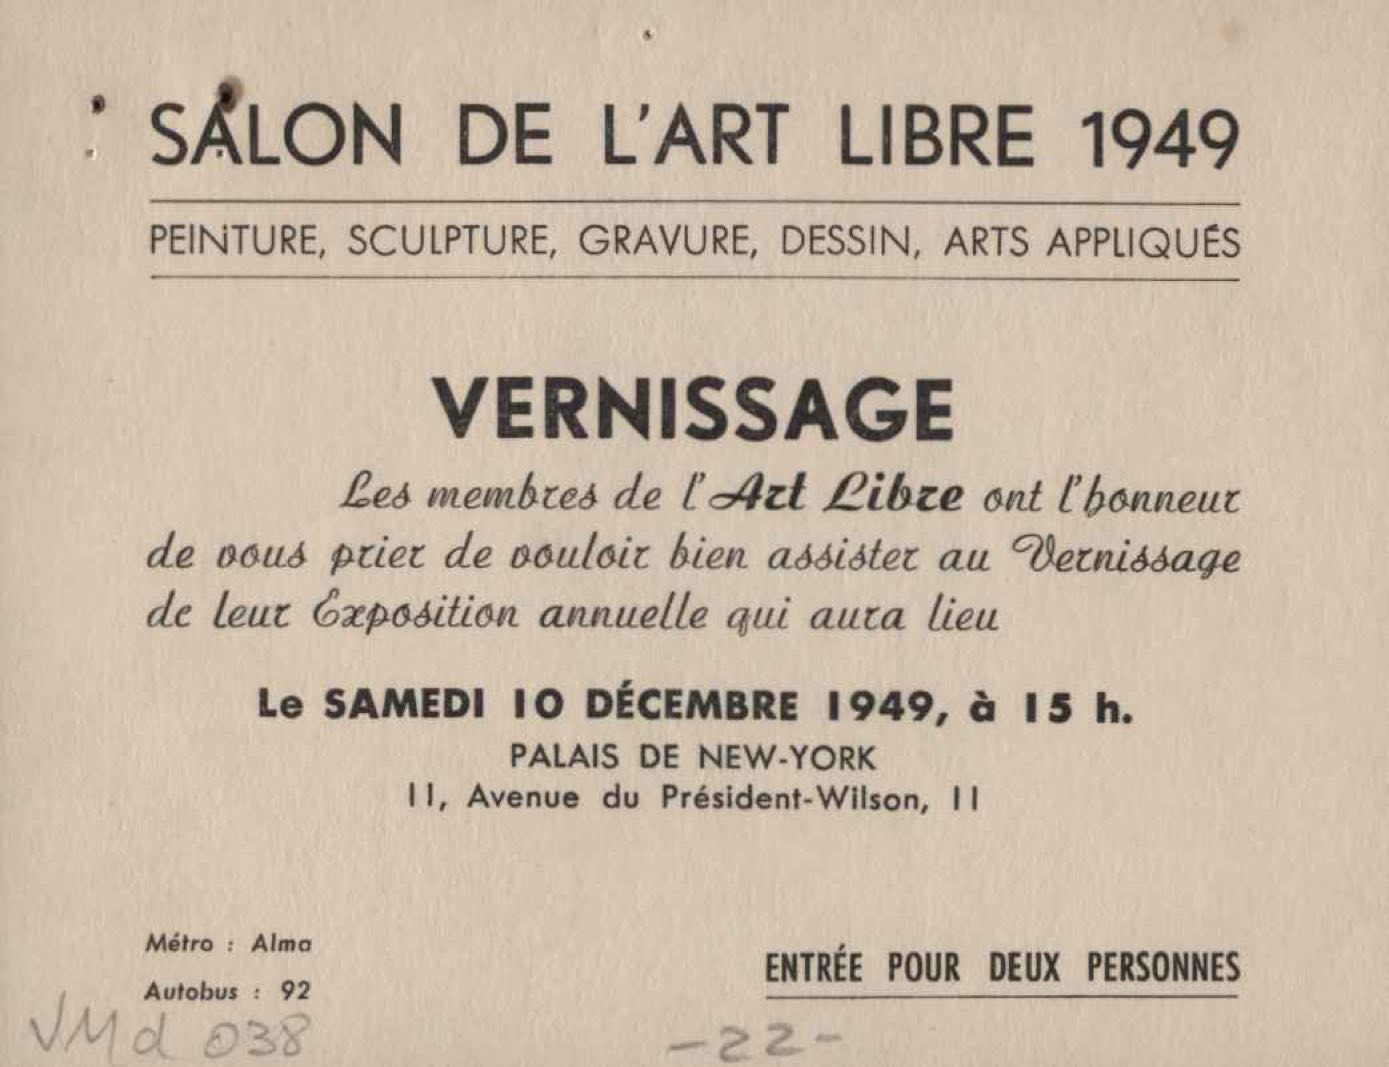 SALON DE L'ART LIBRE 1949
PEINTURE, SCULPTURE, GRAVURE, DESSIN, ARTS APPLIQUÉS
VERNISSAGE
Les membres de l'Art Libre ont l'honneur
de vous prier de vouloir bien assister au Vernissage
de leur Exposition annuelle qui aura lieu
Le SAMEDI 10 DÉCEMBRE 1949, à 15 h.
PALAIS DE NEW-YORK
11, Avenue du Président-Wilson, 11
Métro : Alma
Autobus : 92
ENTRÉE POUR DEUX PERSONNES
VMd 038
-22-